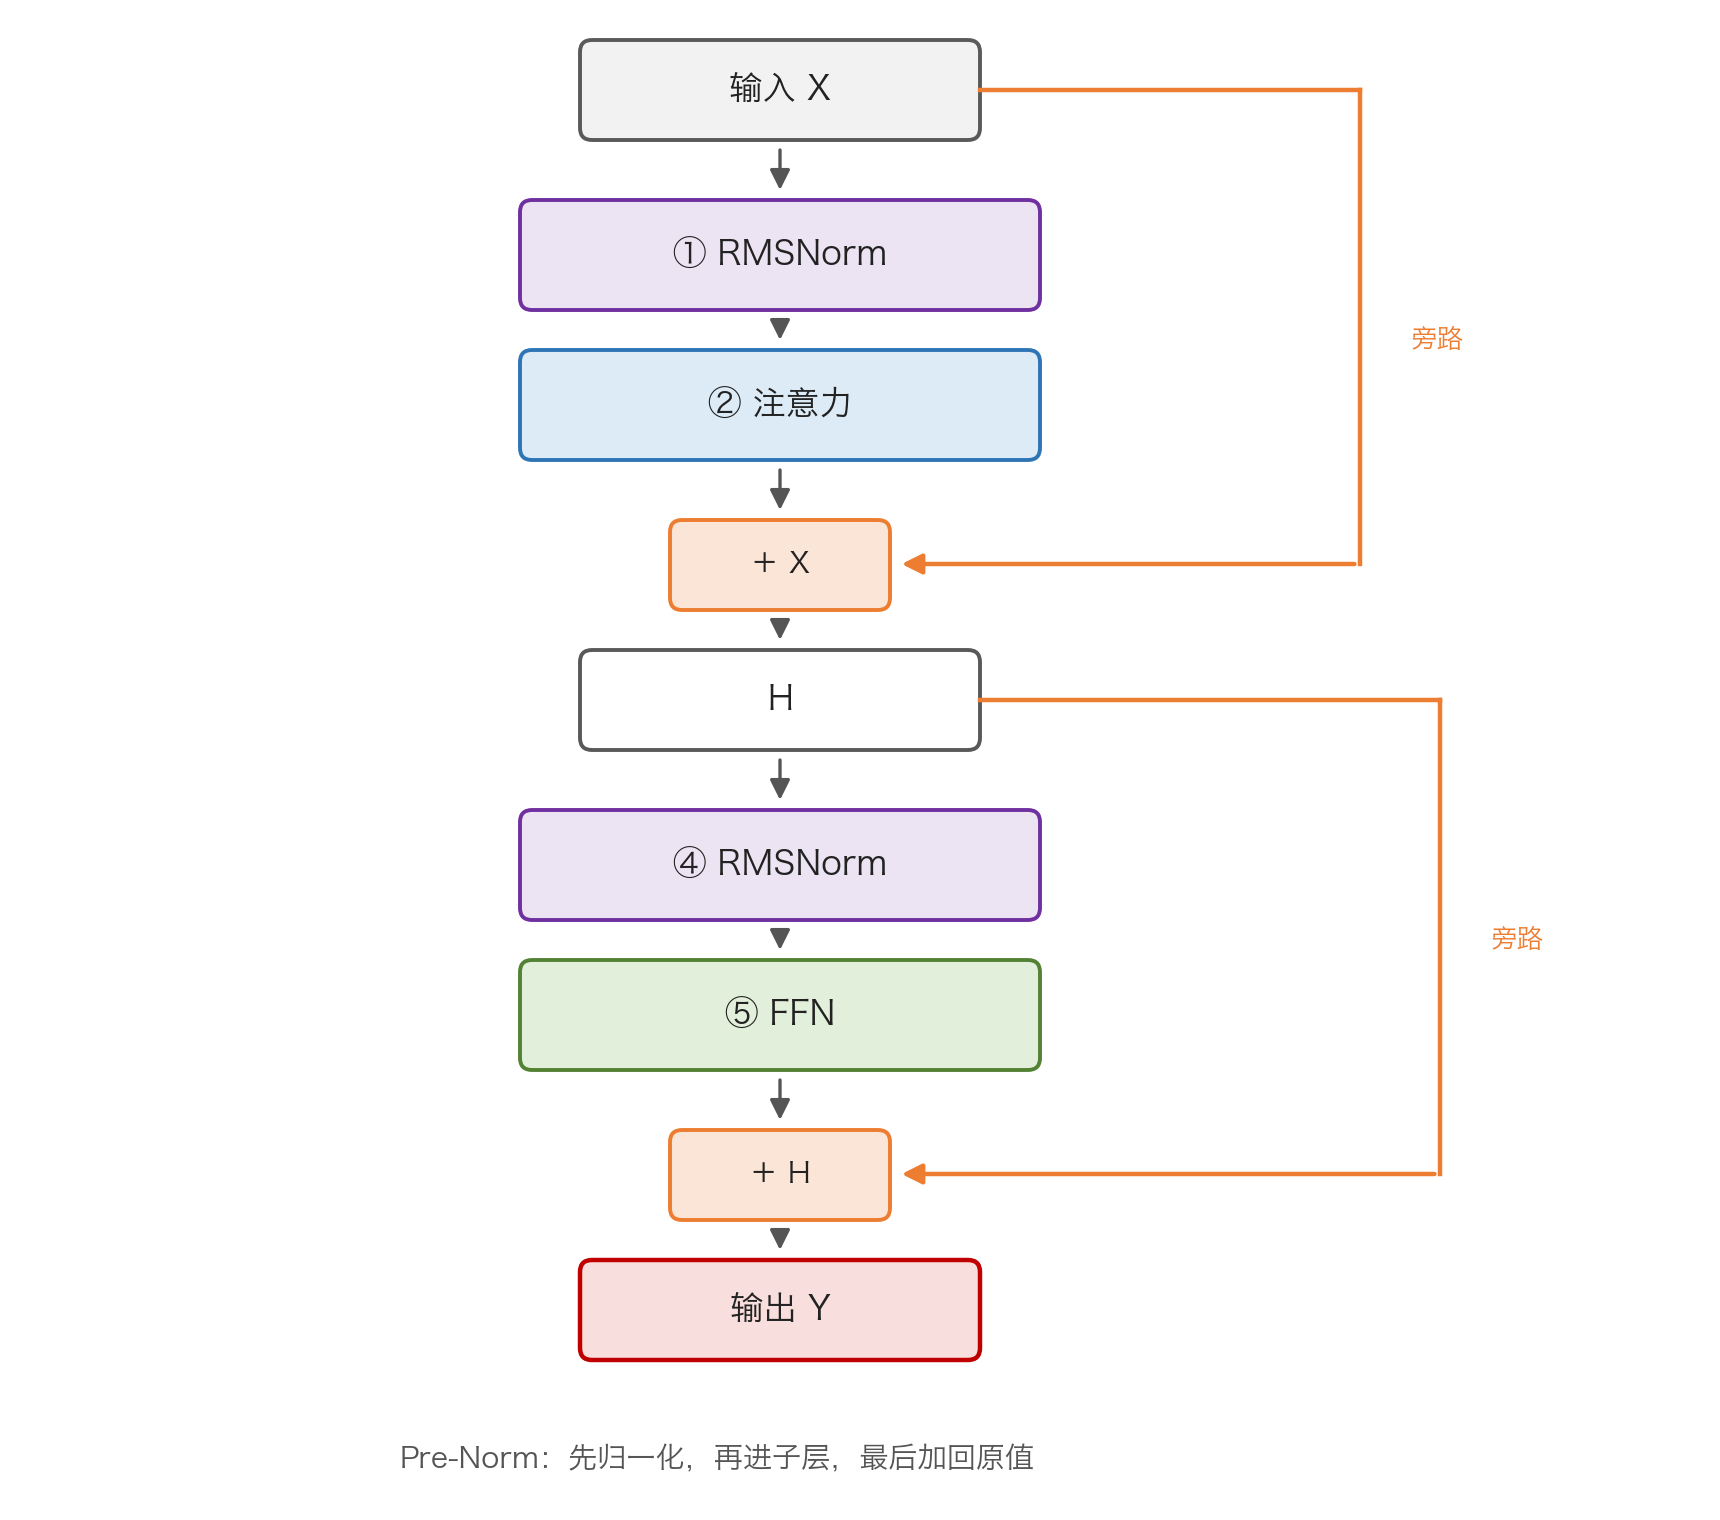 输入 X
① RMSNorm
旁路
② 注意力
+ X
H
④ RMSNorm
旁路
⑤ FFN
+ H
输出 Y
Pre-Norm：先归一化，再进子层，最后加回原值